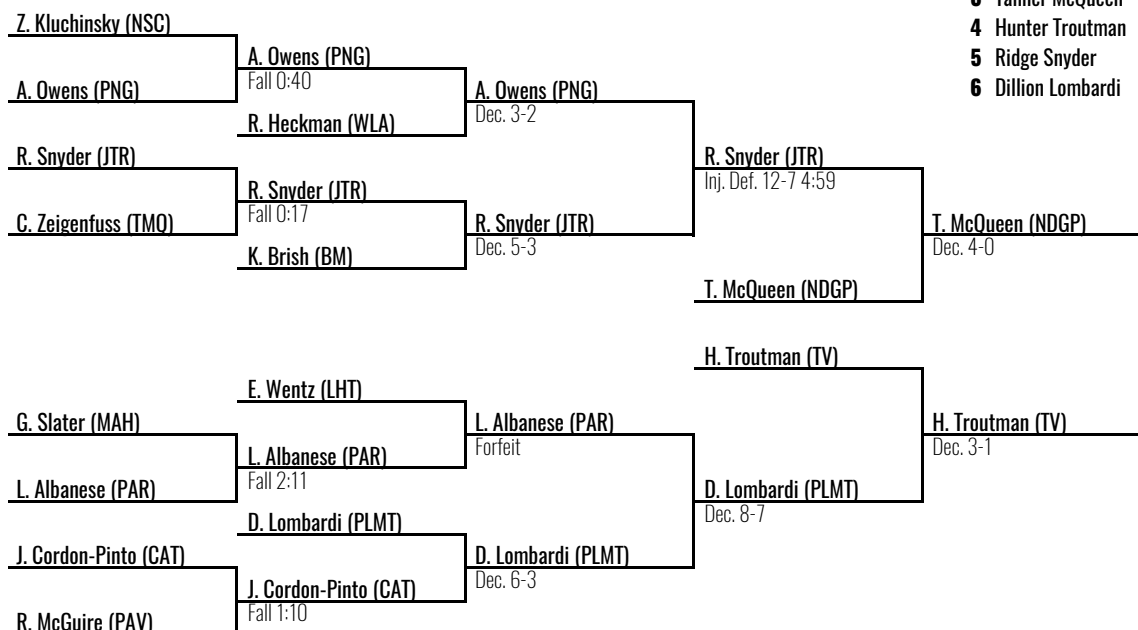 3 Tanner McQueen
4 Hunter Troutman
5 Ridge Snyder
6 Dillion Lombardi
Z. Kluchinsky (NSC)
A. Owens (PNG)
A. Owens (PNG)
Fall 0:40
R. Heckman (WLA)
A. Owens (PNG)
Dec. 3-2
R. Snyder (JTR)
C. Zeigenfuss (TMQ)
R. Snyder (JTR)
Fall 0:17
K. Brish (BM)
R. Snyder (JTR)
Dec. 5-3
R. Snyder (JTR)
Inj. Def. 12-7 4:59
T. McQueen (NDGP)
T. McQueen (NDGP)
Dec. 4-0
H. Troutman (TV)
E. Wentz (LHT)
G. Slater (MAH)
L. Albanese (PAR)
L. Albanese (PAR)
Fall 2:11
L. Albanese (PAR)
Forfeit
D. Lombardi (PLMT)
J. Cordon-Pinto (CAT)
R. McGuire (PAV)
J. Cordon-Pinto (CAT)
Fall 1:10
D. Lombardi (PLMT)
Dec. 6-3
D. Lombardi (PLMT)
Dec. 8-7
H. Troutman (TV)
Dec. 3-1